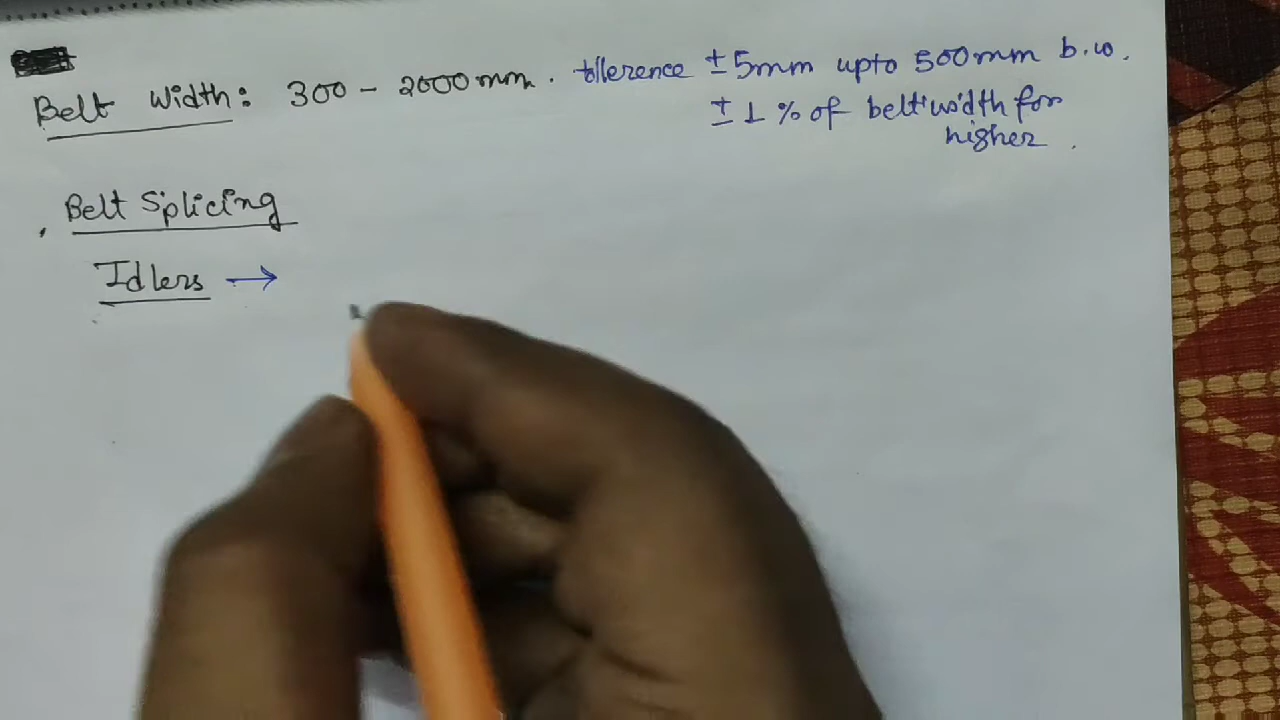 Belt Width: 300 - 2000 mm. tollerence ±5mm upto 500mm b.w.
±1% of belt width for
higher.
Belt Splicing
Idlers →